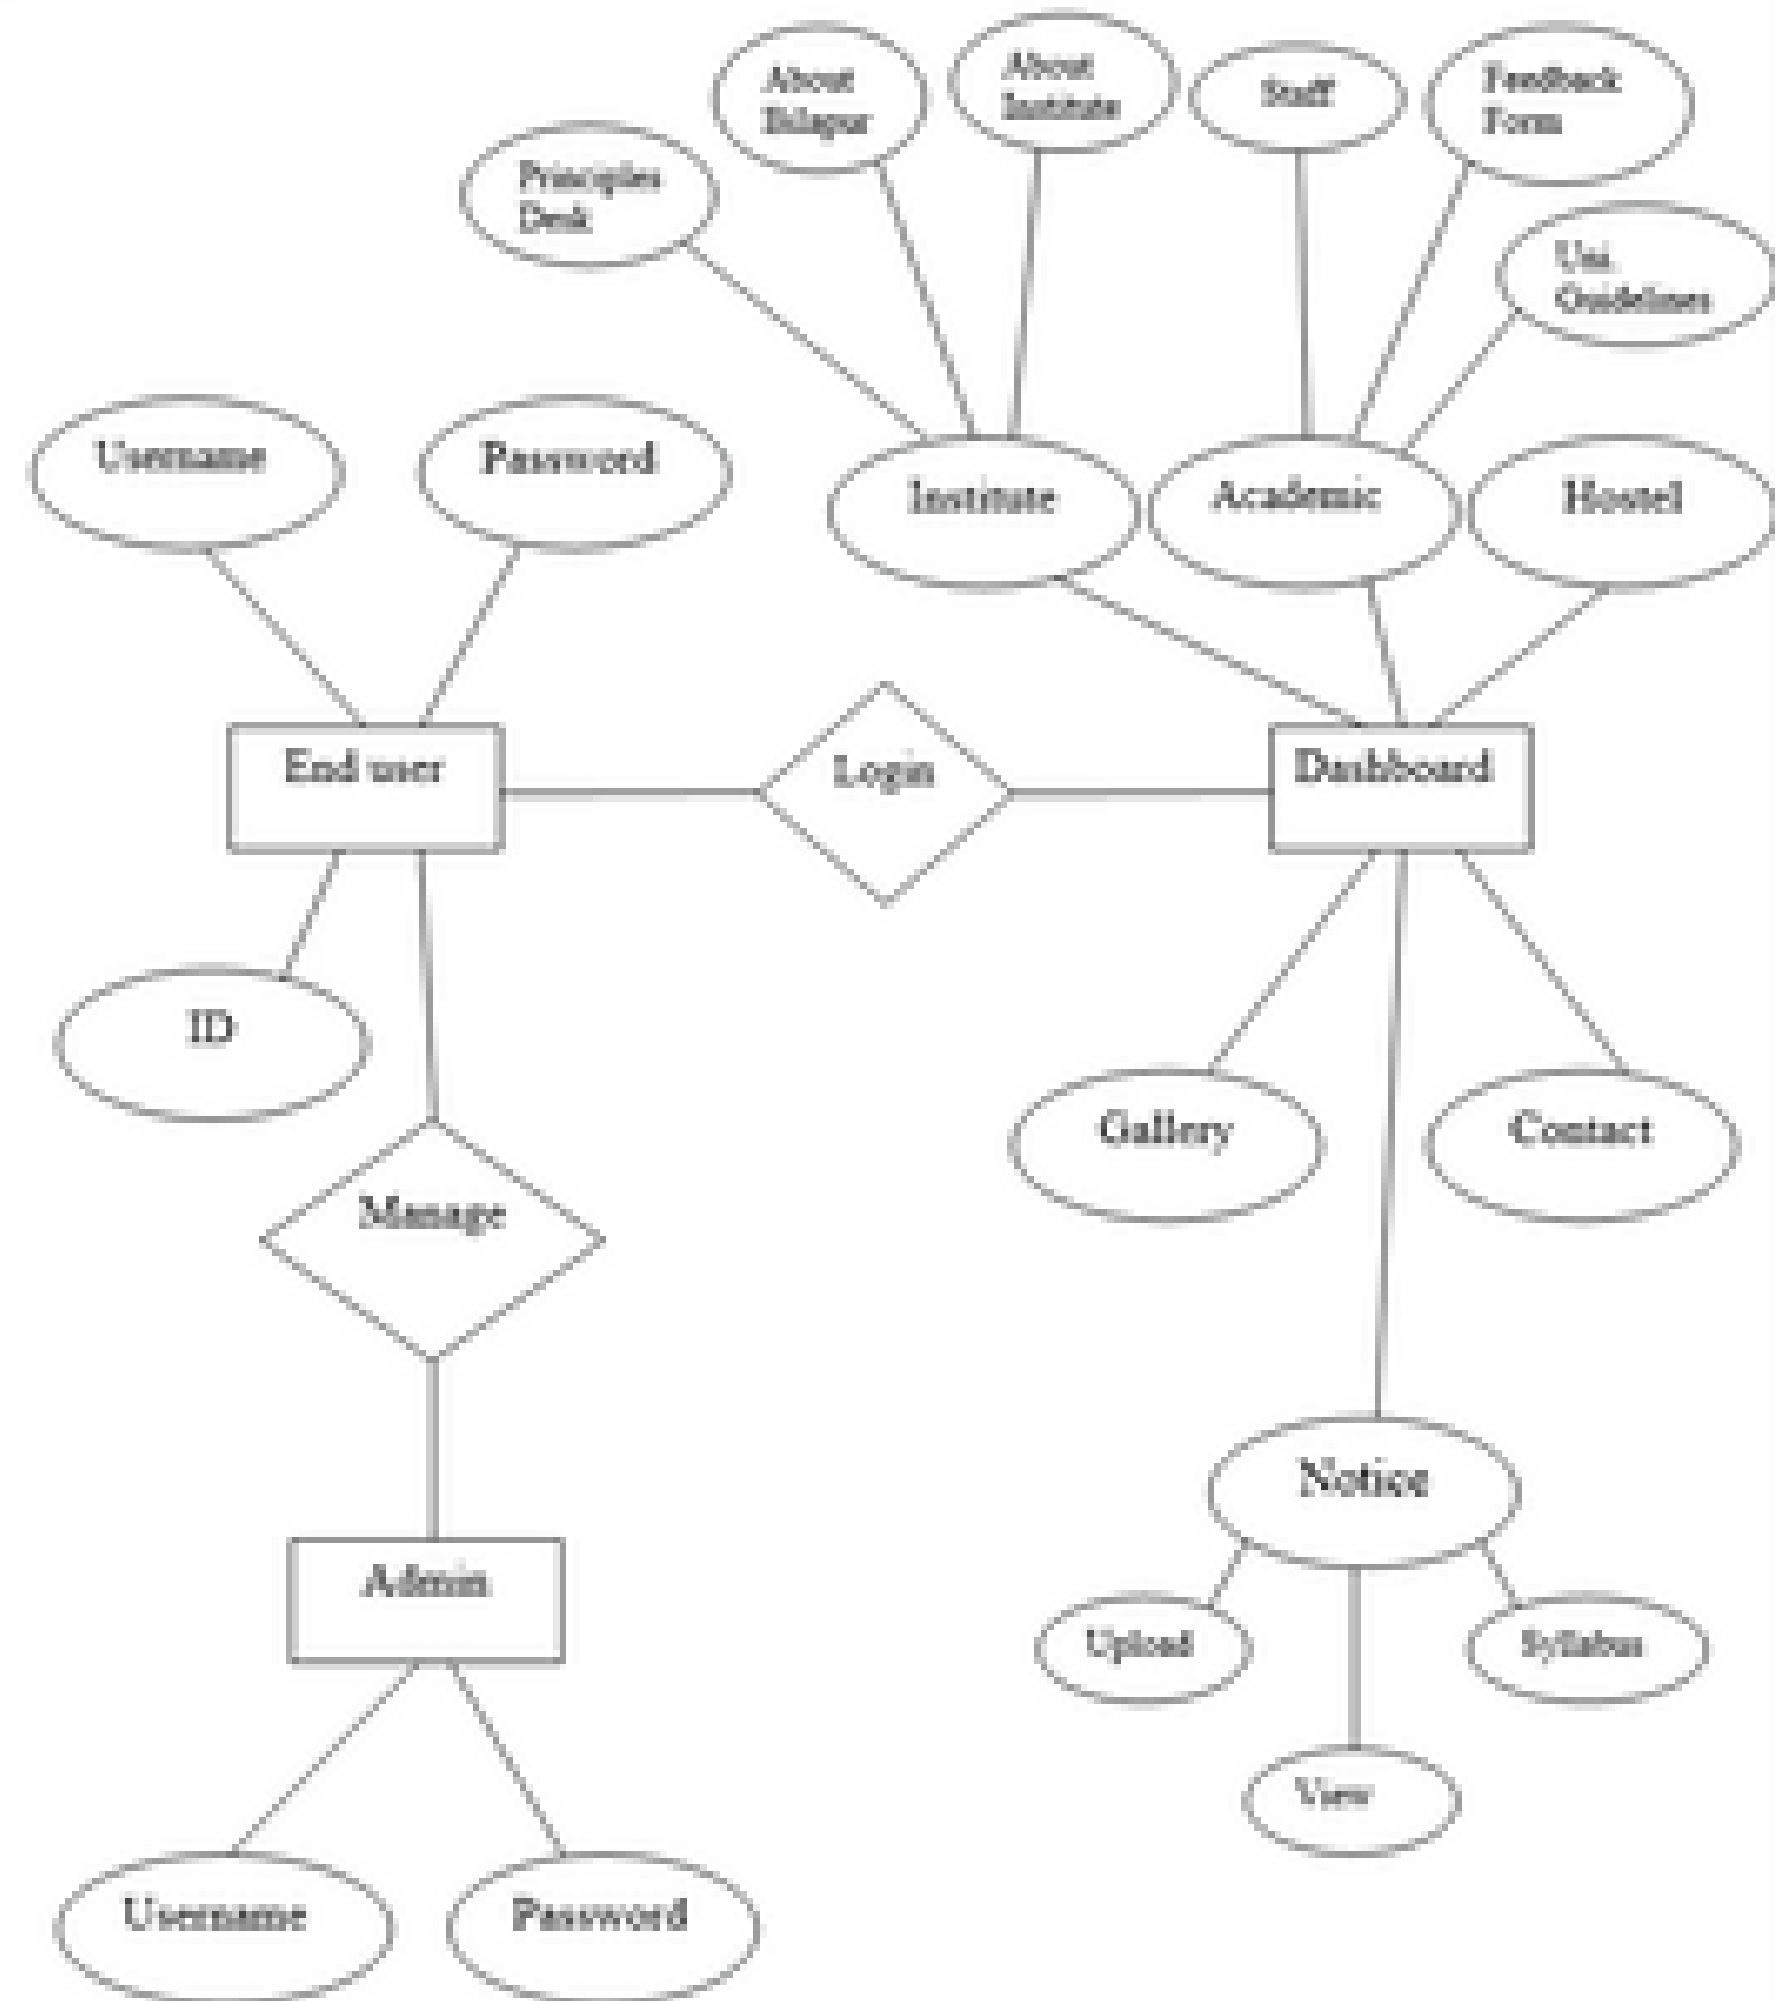 About
About
Institute
Staff
Feedback
Form
Principles
Desk
Uni.
Guidelines
Username
Password
Institute
Academic
Hostel
End user
Login
Dashboard
ID
Gallery
Contact
Manage
Notice
Admin
Upload
Syllabus
View
Username
Password